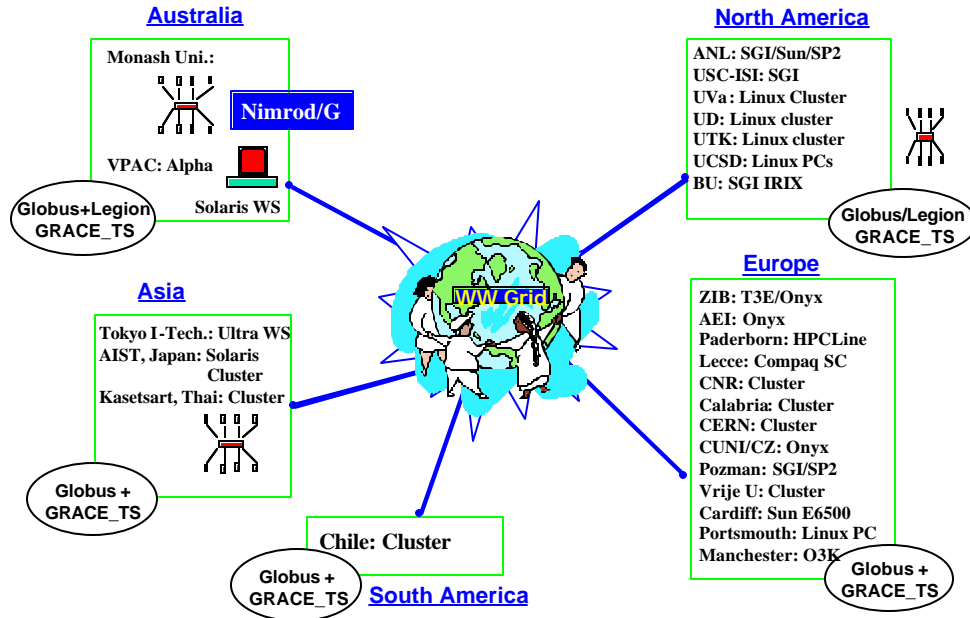 Australia
Monash Uni.:
Nimrod/G
VPAC: Alpha
Solaris WS
Globus+Legion
GRACE_TS
North America
ANL: SGI/Sun/SP2
USC-ISI: SGI
UVa: Linux Cluster
UD: Linux cluster
UTK: Linux cluster
UCSD: Linux PCs
BU: SGI IRIX
Globus/Legion
GRACE_TS
WW Grid
Asia
Tokyo I-Tech.: Ultra WS
AIST, Japan: Solaris
Cluster
Kasetsart, Thai: Cluster
Globus +
GRACE_TS
Europe
ZIB: T3E/Onyx
AEI: Onyx
Paderborn: HPCLine
Lecce: Compaq SC
CNR: Cluster
Calabria: Cluster
CERN: Cluster
CUNI/CZ: Onyx
Pozman: SGI/SP2
Vrije U: Cluster
Cardiff: Sun E6500
Portsmouth: Linux PC
Manchester: O3K
Globus +
GRACE_TS
Chile: Cluster
Globus +
GRACE_TS
South America